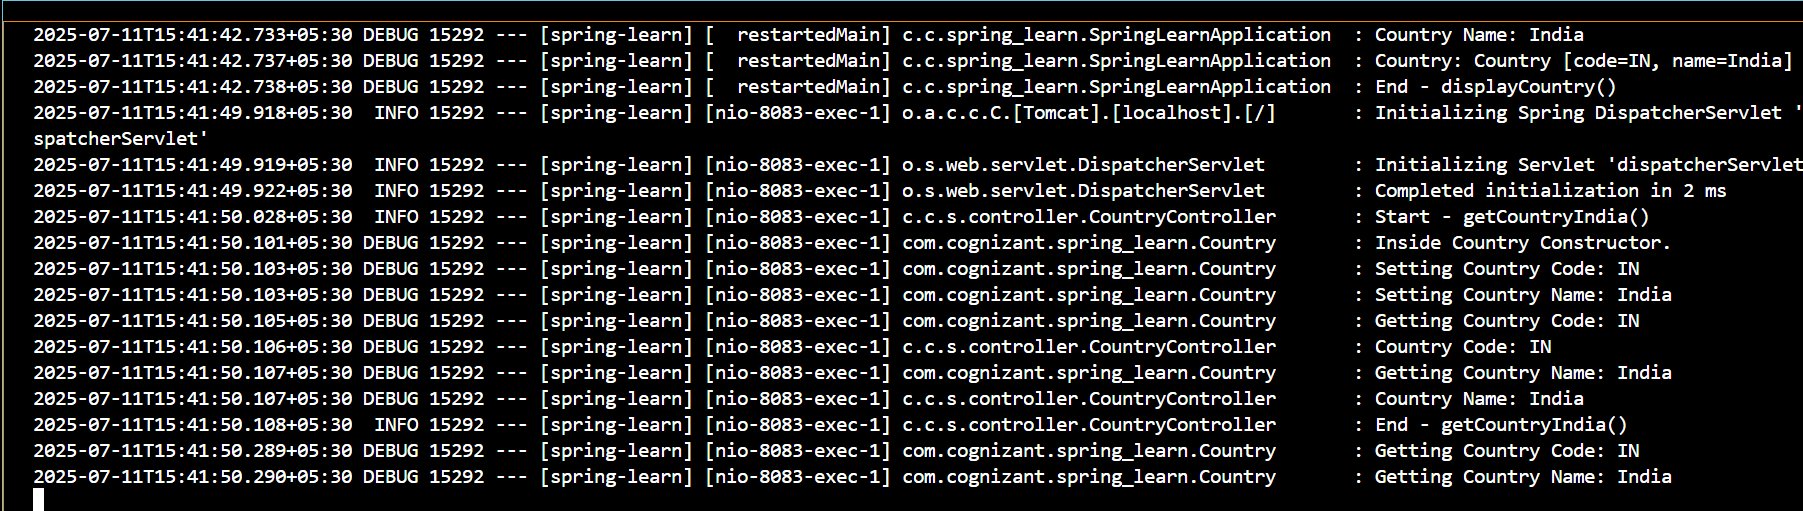 2025-07-11T15:41:42.733+05:30 DEBUG 15292 --- [spring-learn] [  restartedMain] c.c.spring_learn.SpringLearnApplication  : Country Name: India
2025-07-11T15:41:42.737+05:30 DEBUG 15292 --- [spring-learn] [  restartedMain] c.c.spring_learn.SpringLearnApplication  : Country: Country [code=IN, name=India]
2025-07-11T15:41:42.738+05:30 DEBUG 15292 --- [spring-learn] [  restartedMain] c.c.spring_learn.SpringLearnApplication  : End - displayCountry()
2025-07-11T15:41:49.918+05:30  INFO 15292 --- [spring-learn] [nio-8083-exec-1] o.a.c.c.C.[Tomcat].[localhost].[/]       : Initializing Spring DispatcherServlet '
spatcherServlet'
2025-07-11T15:41:49.919+05:30  INFO 15292 --- [spring-learn] [nio-8083-exec-1] o.s.web.servlet.DispatcherServlet        : Initializing Servlet 'dispatcherServlet
2025-07-11T15:41:49.922+05:30  INFO 15292 --- [spring-learn] [nio-8083-exec-1] o.s.web.servlet.DispatcherServlet        : Completed initialization in 2 ms
2025-07-11T15:41:50.028+05:30  INFO 15292 --- [spring-learn] [nio-8083-exec-1] c.c.s.controller.CountryController       : Start - getCountryIndia()
2025-07-11T15:41:50.101+05:30 DEBUG 15292 --- [spring-learn] [nio-8083-exec-1] com.cognizant.spring_learn.Country       : Inside Country Constructor.
2025-07-11T15:41:50.103+05:30 DEBUG 15292 --- [spring-learn] [nio-8083-exec-1] com.cognizant.spring_learn.Country       : Setting Country Code: IN
2025-07-11T15:41:50.103+05:30 DEBUG 15292 --- [spring-learn] [nio-8083-exec-1] com.cognizant.spring_learn.Country       : Setting Country Name: India
2025-07-11T15:41:50.105+05:30 DEBUG 15292 --- [spring-learn] [nio-8083-exec-1] com.cognizant.spring_learn.Country       : Getting Country Code: IN
2025-07-11T15:41:50.106+05:30 DEBUG 15292 --- [spring-learn] [nio-8083-exec-1] c.c.s.controller.CountryController       : Country Code: IN
2025-07-11T15:41:50.107+05:30 DEBUG 15292 --- [spring-learn] [nio-8083-exec-1] com.cognizant.spring_learn.Country       : Getting Country Name: India
2025-07-11T15:41:50.107+05:30 DEBUG 15292 --- [spring-learn] [nio-8083-exec-1] c.c.s.controller.CountryController       : Country Name: India
2025-07-11T15:41:50.108+05:30  INFO 15292 --- [spring-learn] [nio-8083-exec-1] c.c.s.controller.CountryController       : End - getCountryIndia()
2025-07-11T15:41:50.289+05:30 DEBUG 15292 --- [spring-learn] [nio-8083-exec-1] com.cognizant.spring_learn.Country       : Getting Country Code: IN
2025-07-11T15:41:50.290+05:30 DEBUG 15292 --- [spring-learn] [nio-8083-exec-1] com.cognizant.spring_learn.Country       : Getting Country Name: India